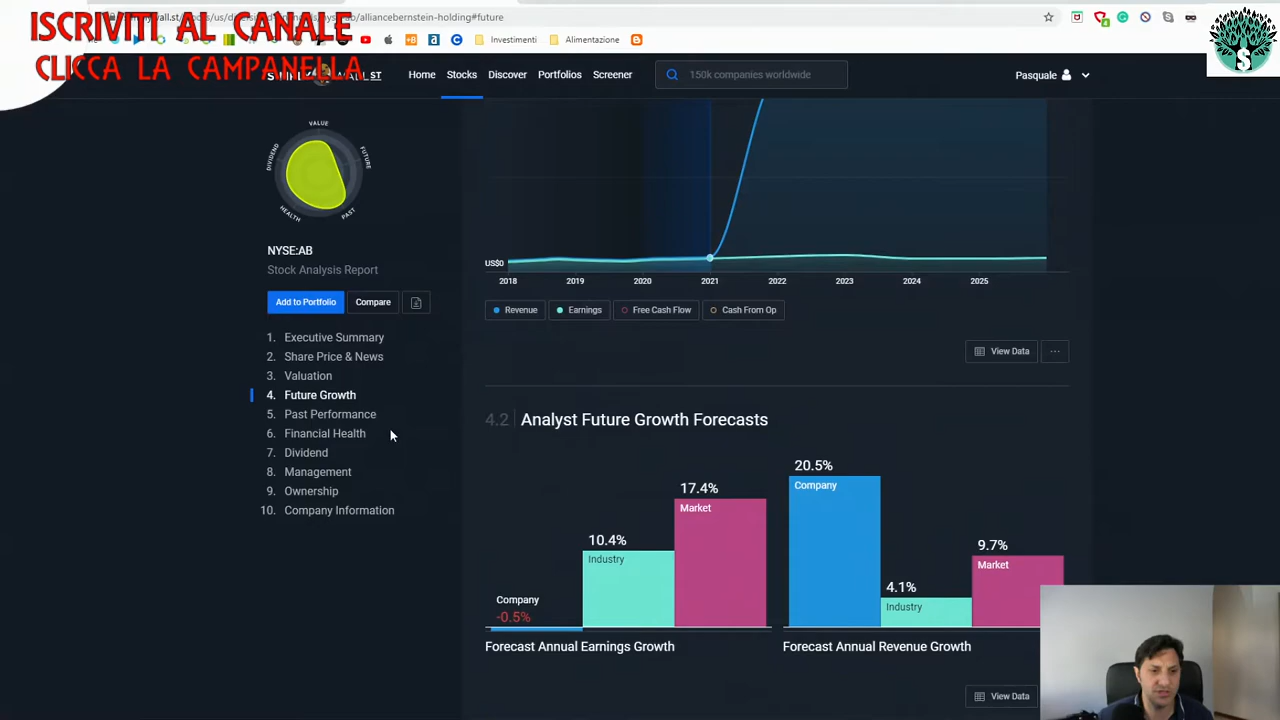 ISCRIVITI AL CANALE
CLICCA LA CAMPANELLA
alliancebernstein-holding#future
Investimenti
Alimentazione
WALL ST
Home
Stocks
Discover
Portfolios
Screener
150k companies worldwide
Pasquale
VALUE
FUTURE
PAST
HEALTH
DIVIDEND
NYSE:AB
Stock Analysis Report
Add to Portfolio
Compare
1. Executive Summary
2. Share Price & News
3. Valuation
4. Future Growth
5. Past Performance
6. Financial Health
7. Dividend
8. Management
9. Ownership
10. Company Information
US$0
2018 2019 2020 2021 2022 2023 2024 2025
Revenue
Earnings
Free Cash Flow
Cash From Op
View Data
4.2 Analyst Future Growth Forecasts
Company
-0.5%
10.4%
Industry
17.4%
Market
20.5%
Company
4.1%
Industry
9.7%
Market
Forecast Annual Earnings Growth
Forecast Annual Revenue Growth
View Data